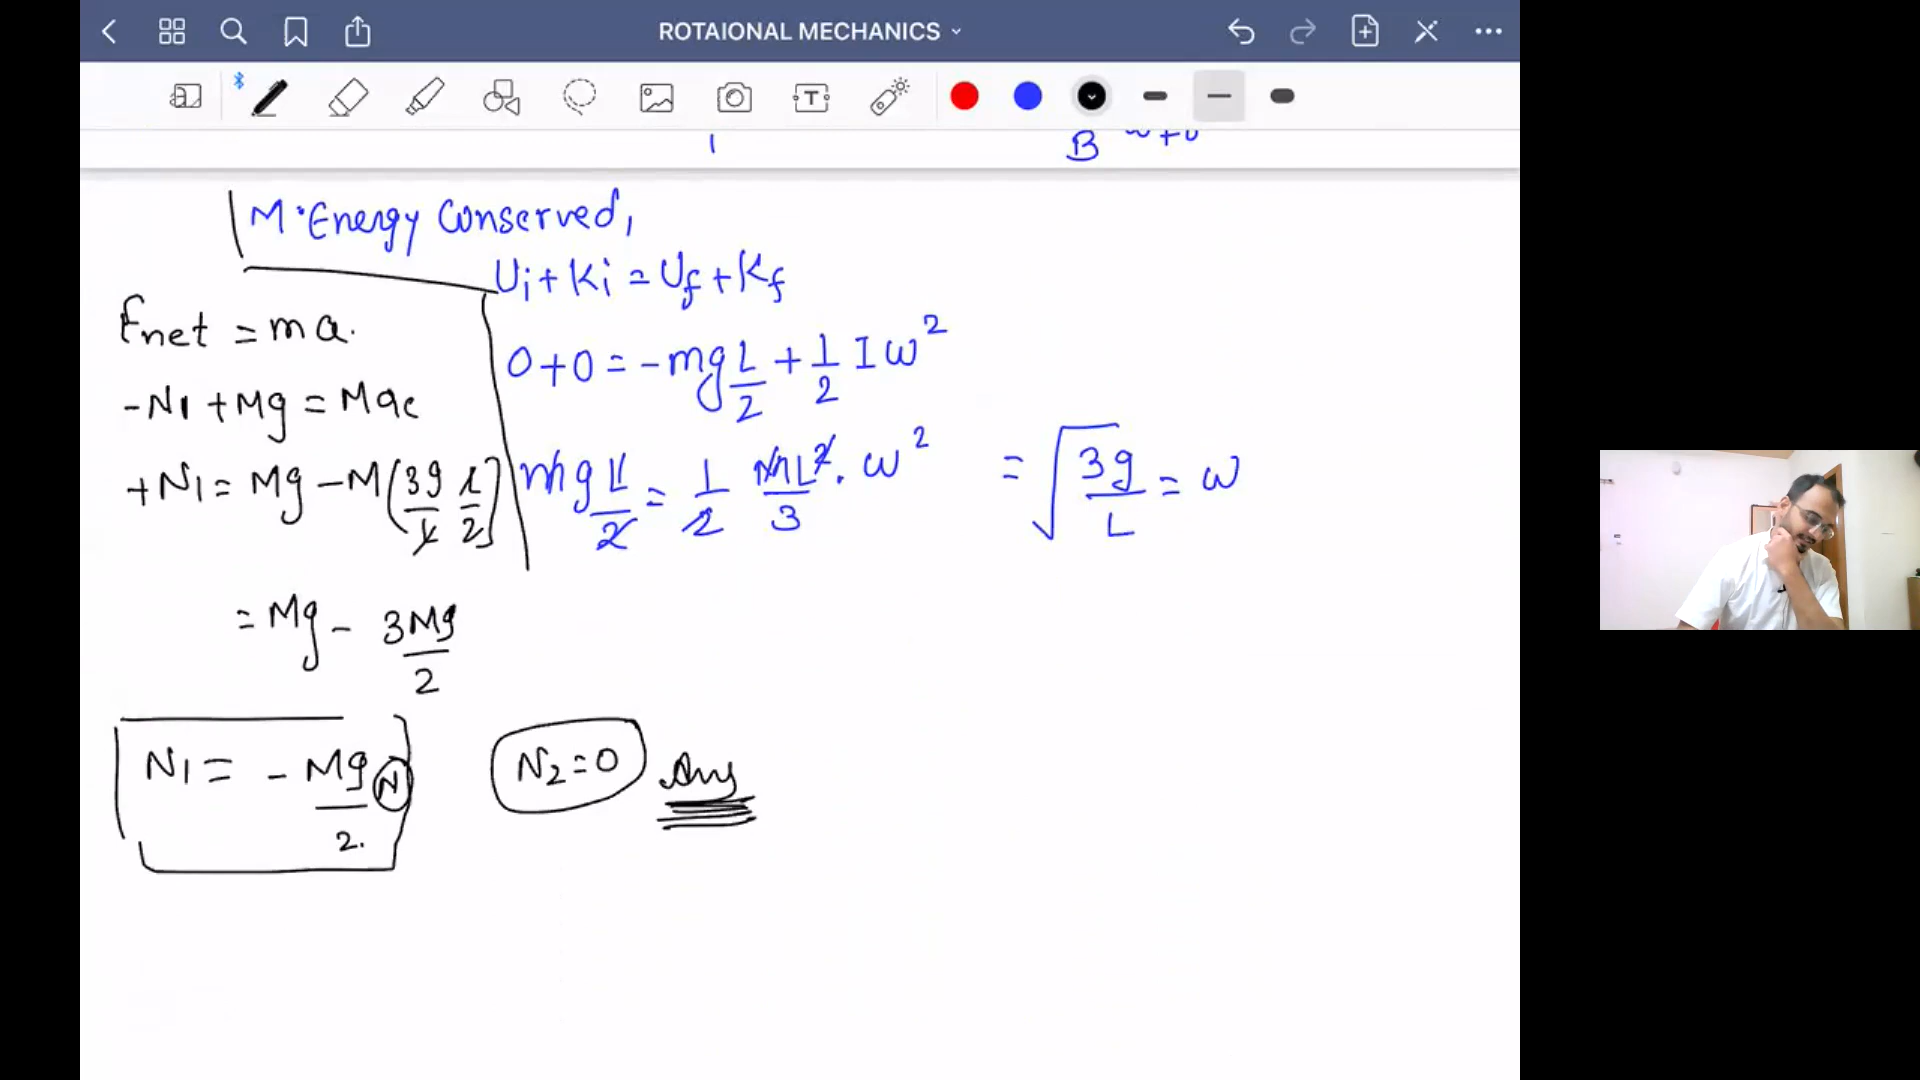 ROTAIONAL MECHANICS
T
B
M.Energy Conserved,
Ui + Ki = Uf + Kf
0+0 = -mg L/2 + 1/2 I ω²
mg L/2 = 1/2 ML²/3 . ω² = √3g/L = ω
Fnet = ma.
-N1 + Mg = Mac
+N1 = Mg - M(3g/L L/2)
= Mg - 3Mg/2
N1 = - Mg/2. N
N2 = 0 Ans